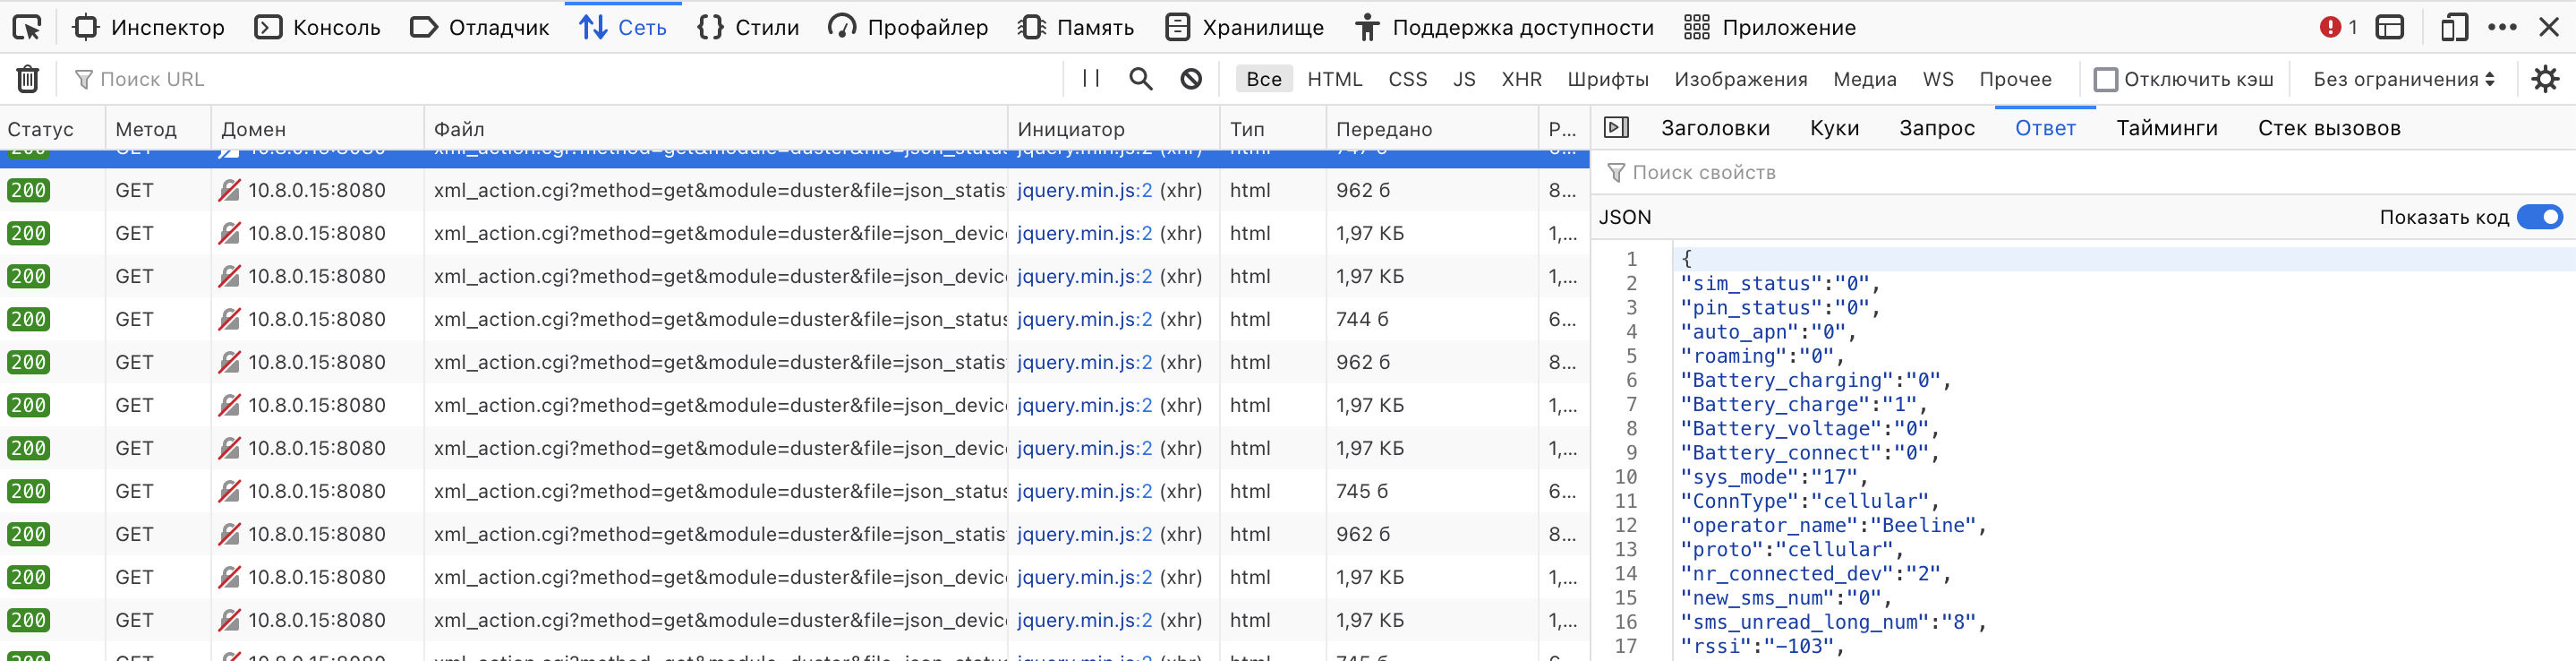 Инспектор Консоль Отладчик Сеть Стили Профайлер Память Хранилище Поддержка доступности Приложение 1
Поиск URL Все HTML CSS JS XHR Шрифты Изображения Медиа WS Прочее Отключить кэш Без ограничения
Статус Метод Домен Файл Инициатор Тип Передано Р...
200 GET 10.8.0.15:8080 xml_action.cgi?method=get&module=duster&file=json_statis jquery.min.js:2 (xhr) html 962 б 8...
200 GET 10.8.0.15:8080 xml_action.cgi?method=get&module=duster&file=json_devic jquery.min.js:2 (xhr) html 1,97 КБ 1,...
200 GET 10.8.0.15:8080 xml_action.cgi?method=get&module=duster&file=json_devic jquery.min.js:2 (xhr) html 1,97 КБ 1,...
200 GET 10.8.0.15:8080 xml_action.cgi?method=get&module=duster&file=json_status jquery.min.js:2 (xhr) html 744 б 6...
200 GET 10.8.0.15:8080 xml_action.cgi?method=get&module=duster&file=json_statis jquery.min.js:2 (xhr) html 962 б 8...
200 GET 10.8.0.15:8080 xml_action.cgi?method=get&module=duster&file=json_devic jquery.min.js:2 (xhr) html 1,97 КБ 1,...
200 GET 10.8.0.15:8080 xml_action.cgi?method=get&module=duster&file=json_devic jquery.min.js:2 (xhr) html 1,97 КБ 1,...
200 GET 10.8.0.15:8080 xml_action.cgi?method=get&module=duster&file=json_status jquery.min.js:2 (xhr) html 745 б 6...
200 GET 10.8.0.15:8080 xml_action.cgi?method=get&module=duster&file=json_statis jquery.min.js:2 (xhr) html 962 б 8...
200 GET 10.8.0.15:8080 xml_action.cgi?method=get&module=duster&file=json_devic jquery.min.js:2 (xhr) html 1,97 КБ 1,...
200 GET 10.8.0.15:8080 xml_action.cgi?method=get&module=duster&file=json_devic jquery.min.js:2 (xhr) html 1,97 КБ 1,...
Заголовки Куки Запрос Ответ Тайминги Стек вызовов
Поиск свойств
JSON Показать код
1 {
2 "sim_status":"0",
3 "pin_status":"0",
4 "auto_apn":"0",
5 "roaming":"0",
6 "Battery_charging":"0",
7 "Battery_charge":"1",
8 "Battery_voltage":"0",
9 "Battery_connect":"0",
10 "sys_mode":"17",
11 "ConnType":"cellular",
12 "operator_name":"Beeline",
13 "proto":"cellular",
14 "nr_connected_dev":"2",
15 "new_sms_num":"0",
16 "sms_unread_long_num":"8",
17 "rssi":"-103",